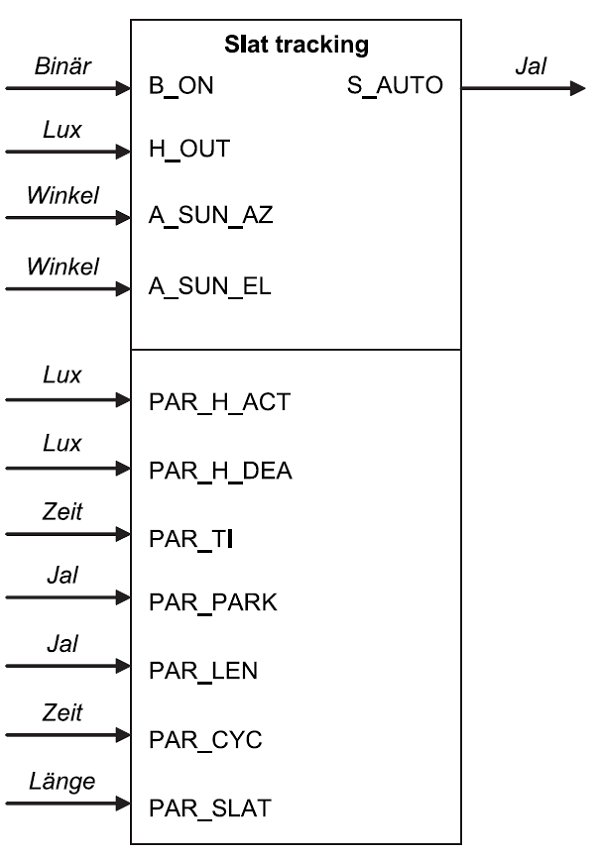 Slat tracking
Binär
B_ON
S_AUTO
Jal
Lux
H_OUT
Winkel
A_SUN_AZ
Winkel
A_SUN_EL
Lux
PAR_H_ACT
Lux
PAR_H_DEA
Zeit
PAR_TI
Jal
PAR_PARK
Jal
PAR_LEN
Zeit
PAR_CYC
Länge
PAR_SLAT